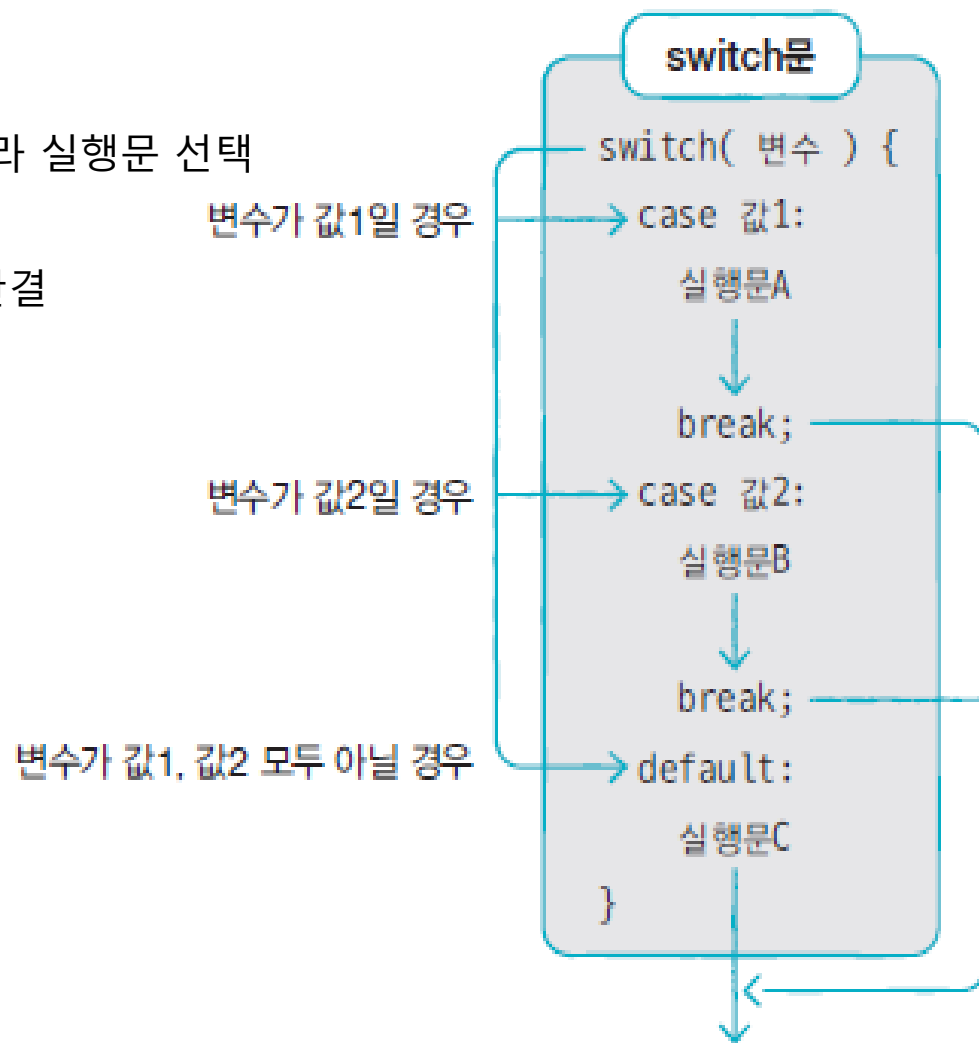 switch문
실행문 선택
switch( 변수 ) {
변수가 값1일 경우
case 값1:
실행문A
break;
변수가 값2일 경우
case 값2:
실행문B
break;
변수가 값1, 값2 모두 아닐 경우
default:
실행문C
}